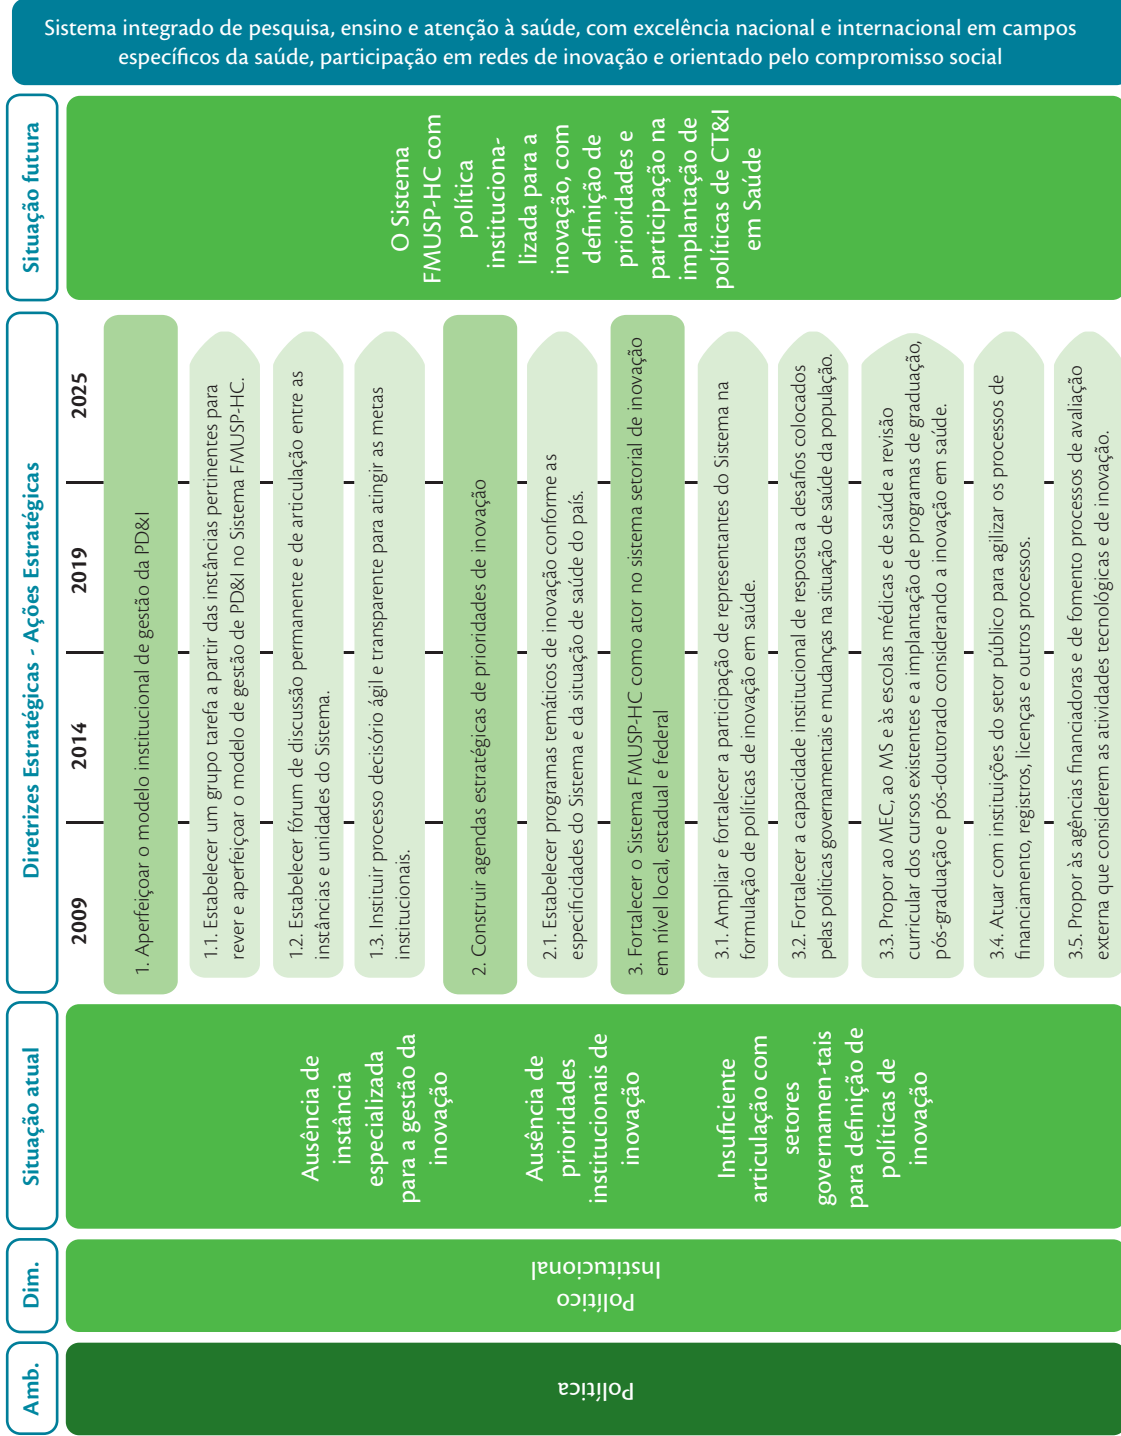 Sistema integrado de pesquisa, ensino e atenção à saúde, com excelência nacional e internacional em campos
específicos da saúde, participação em redes de inovação e orientado pelo compromisso social
Amb.
Dim.
Situação atual
Diretrizes Estratégicas - Ações Estratégicas
Situação futura
2009
2014
2019
2025
Política
Político
Institucional
Ausência de
instância
especializada
para a gestão da
inovação
Ausência de
prioridades
institucionais de
inovação
Insuficiente
articulação com
setores
governamen-tais
para definição de
políticas de
inovação
1. Aperfeiçoar o modelo institucional de gestão da PD&I
1.1. Estabelecer um grupo tarefa a partir das instâncias pertinentes para
rever e aperfeiçoar o modelo de gestão de PD&I no Sistema FMUSP-HC.
1.2. Estabelecer fórum de discussão permanente e de articulação entre as
instâncias e unidades do Sistema.
1.3. Instituir processo decisório ágil e transparente para atingir as metas
institucionais.
2. Construir agendas estratégicas de prioridades de inovação
2.1. Estabelecer programas temáticos de inovação conforme as
especificidades do Sistema e da situação de saúde do país.
3. Fortalecer o Sistema FMUSP-HC como ator no sistema setorial de inovação
em nível local, estadual e federal
3.1. Ampliar e fortalecer a participação de representantes do Sistema na
formulação de políticas de inovação em saúde.
3.2. Fortalecer a capacidade institucional de resposta a desafios colocados
pelas políticas governamentais e mudanças na situação de saúde da população.
3.3. Propor ao MEC, ao MS e às escolas médicas e de saúde a revisão
curricular dos cursos existentes e a implantação de programas de graduação,
pós-graduação e pós-doutorado considerando a inovação em saúde.
3.4. Atuar com instituições do setor público para agilizar os processos de
financiamento, registros, licenças e outros processos.
3.5. Propor às agências financiadoras e de fomento processos de avaliação
externa que considerem as atividades tecnológicas e de inovação.
O Sistema
FMUSP-HC com
política
instituciona-
lizada para a
inovação, com
definição de
prioridades e
participação na
implantação de
políticas de CT&I
em Saúde